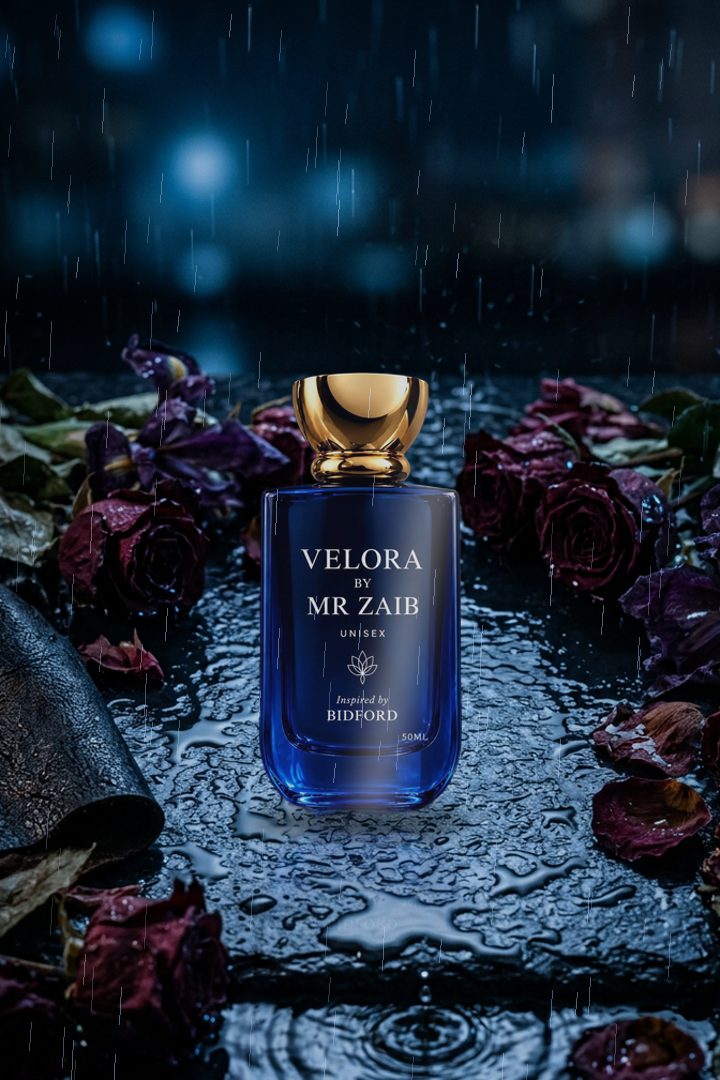 VELORA
BY
MR ZAIB
UNISEX
Inspired by
BIDFORD
50ML